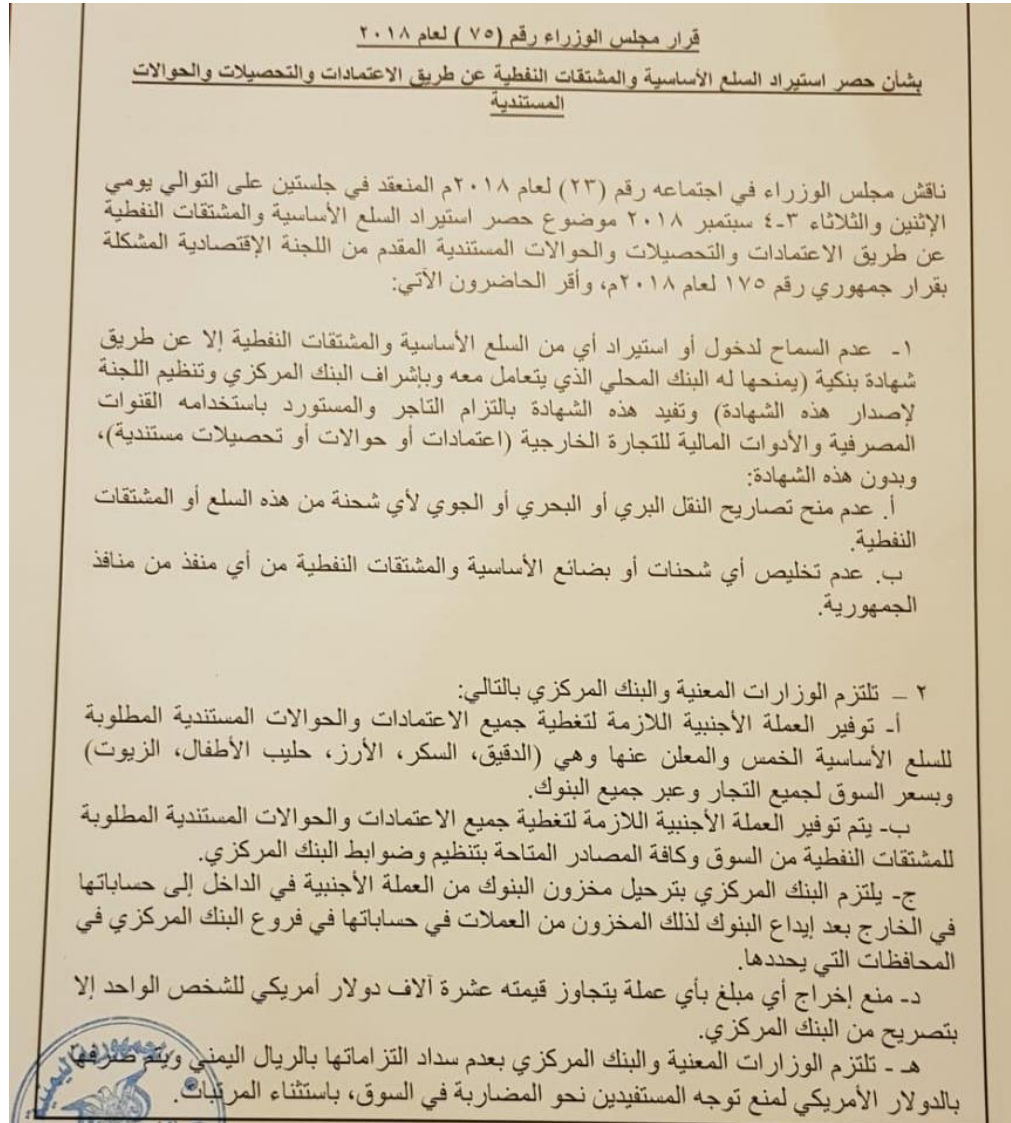 قرار مجلس الوزراء رقم (٧٥ ) لعام ٢٠١٨
بشأن حصر استيراد السلع الأساسية والمشتقات النفطية عن طريق الاعتمادات والتحصيلات والحوالات
المستندية
ناقش مجلس الوزراء في اجتماعه رقم (٢٣) لعام ٢٠١٨م المنعقد في جلستين على التوالي يومي
الإثنين والثلاثاء ٣-٤ سبتمبر ٢٠١٨ موضوع حصر استيراد السلع الأساسية والمشتقات النفطية
عن طريق الاعتمادات والتحصيلات والحوالات المستندية المقدم من اللجنة الإقتصادية المشكلة
بقرار جمهوري رقم ١٧٥ لعام ٢٠١٨م، وأقر الحاضرون الآتي:
١- عدم السماح لدخول أو استيراد أي من السلع الأساسية والمشتقات النفطية إلا عن طريق
شهادة بنكية (يمنحها له البنك المحلي الذي يتعامل معه وبإشراف البنك المركزي وتنظيم اللجنة
لإصدار هذه الشهادة) وتفيد هذه الشهادة بالتزام التاجر والمستورد باستخدامه القنوات
المصرفية والأدوات المالية للتجارة الخارجية (اعتمادات أو حوالات أو تحصيلات مستندية)،
وبدون هذه الشهادة:
أ. عدم منح تصاريح النقل البري أو البحري أو الجوي لأي شحنة من هذه السلع أو المشتقات
النفطية.
ب. عدم تخليص أي شحنات أو بضائع الأساسية والمشتقات النفطية من أي منفذ من منافذ
الجمهورية.
٢ – تلتزم الوزارات المعنية والبنك المركزي بالتالي:
أ- توفير العملة الأجنبية اللازمة لتغطية جميع الاعتمادات والحوالات المستندية المطلوبة
للسلع الأساسية الخمس والمعلن عنها وهي (الدقيق، السكر، الأرز، حليب الأطفال، الزيوت)
وبسعر السوق لجميع التجار وعبر جميع البنوك.
ب- يتم توفير العملة الأجنبية اللازمة لتغطية جميع الاعتمادات والحوالات المستندية المطلوبة
للمشتقات النفطية من السوق وكافة المصادر المتاحة بتنظيم وضوابط البنك المركزي.
ج- يلتزم البنك المركزي بترحيل مخزون البنوك من العملة الأجنبية في الداخل إلى حساباتها
في الخارج بعد إيداع البنوك لذلك المخزون من العملات في حساباتها في فروع البنك المركزي في
المحافظات التي يحددها.
د- منع إخراج أي مبلغ بأي عملة يتجاوز قيمته عشرة آلاف دولار أمريكي للشخص الواحد إلا
بتصريح من البنك المركزي.
هـ - تلتزم الوزارات المعنية والبنك المركزي بعدم سداد التزاماتها بالريال اليمني ويتم صرفها
بالدولار الأمريكي لمنع توجه المستفيدين نحو المضاربة في السوق، باستثناء المرتبات.